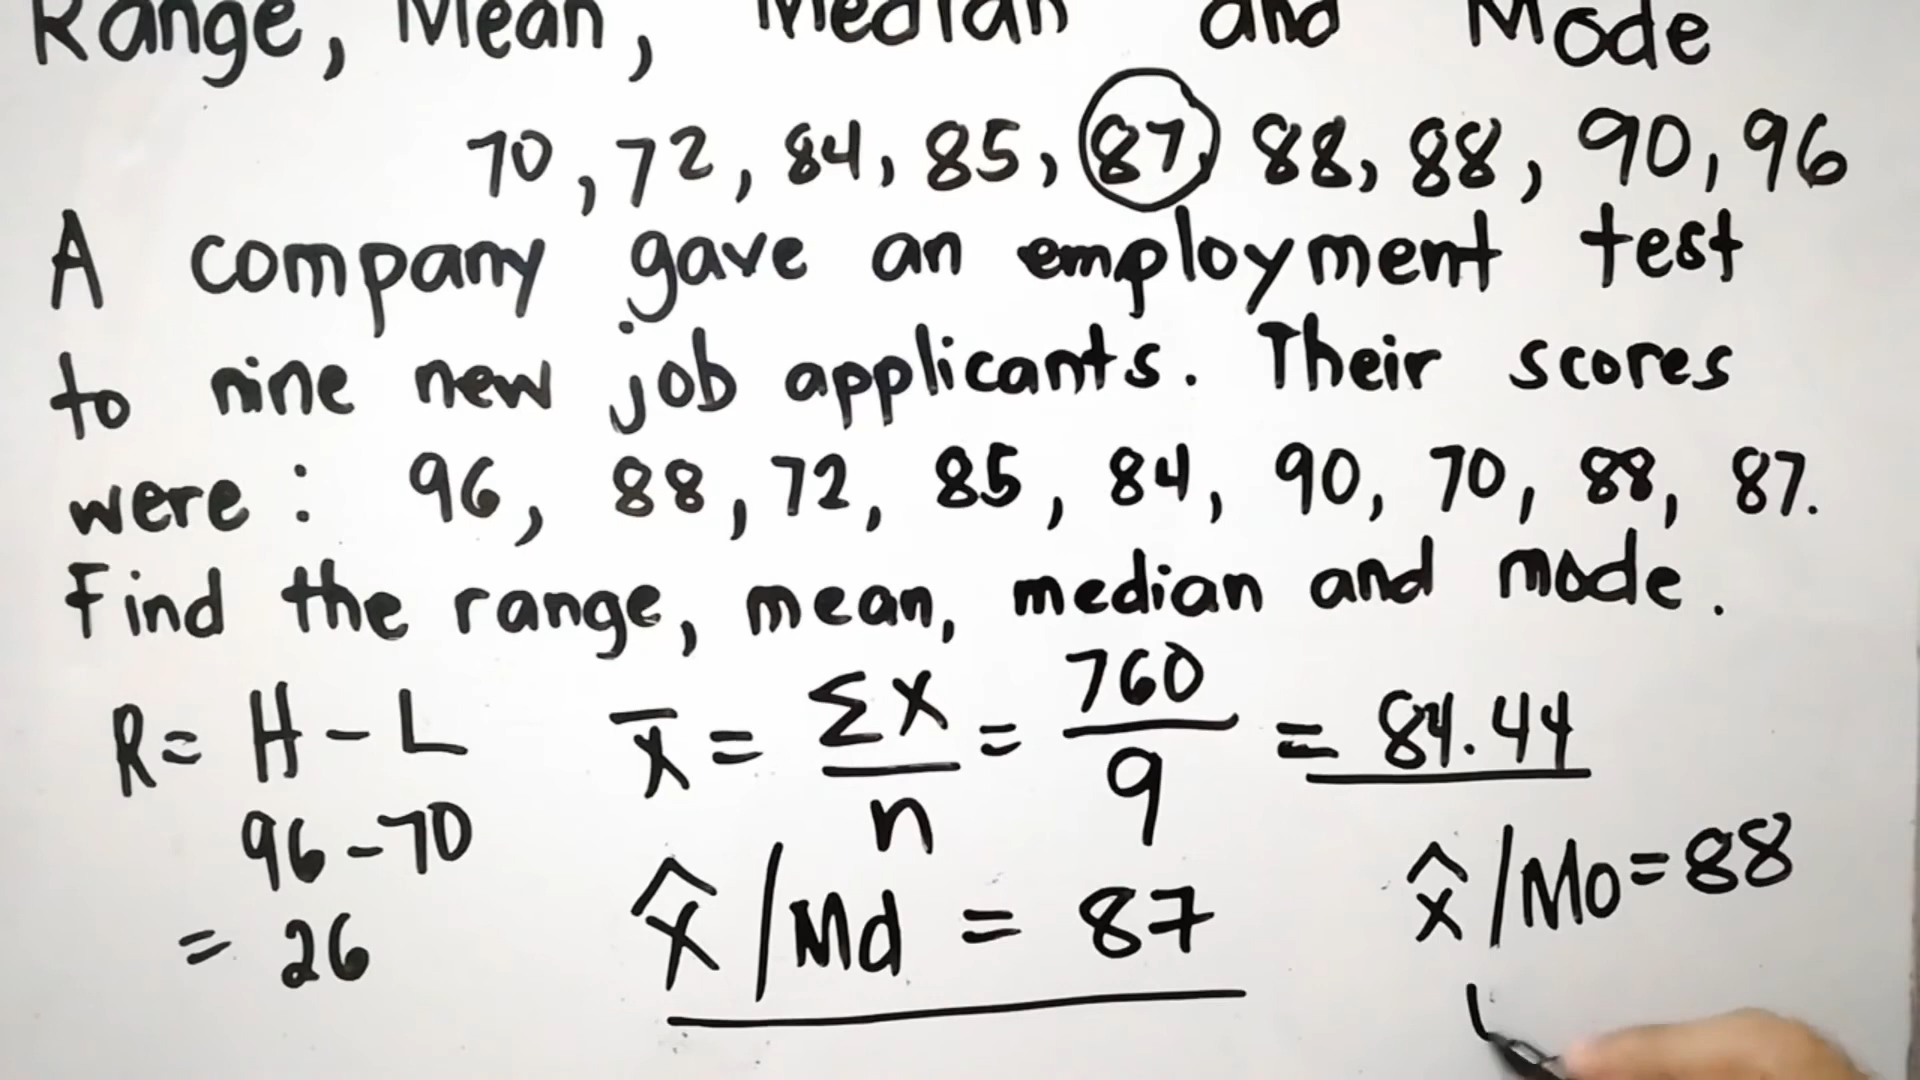 Range, Mean, Median and Mode
70, 72, 84, 85, 87, 88, 88, 90, 96
A company gave an employment test
to nine new job applicants. Their scores
were: 96, 88, 72, 85, 84, 90, 70, 88, 87.
Find the range, mean, median and mode.
R = H - L
96 - 70
= 26
x̄ = Σx/n = 760/9 = 84.44
x̂/Md = 87
x̂/Mo = 88